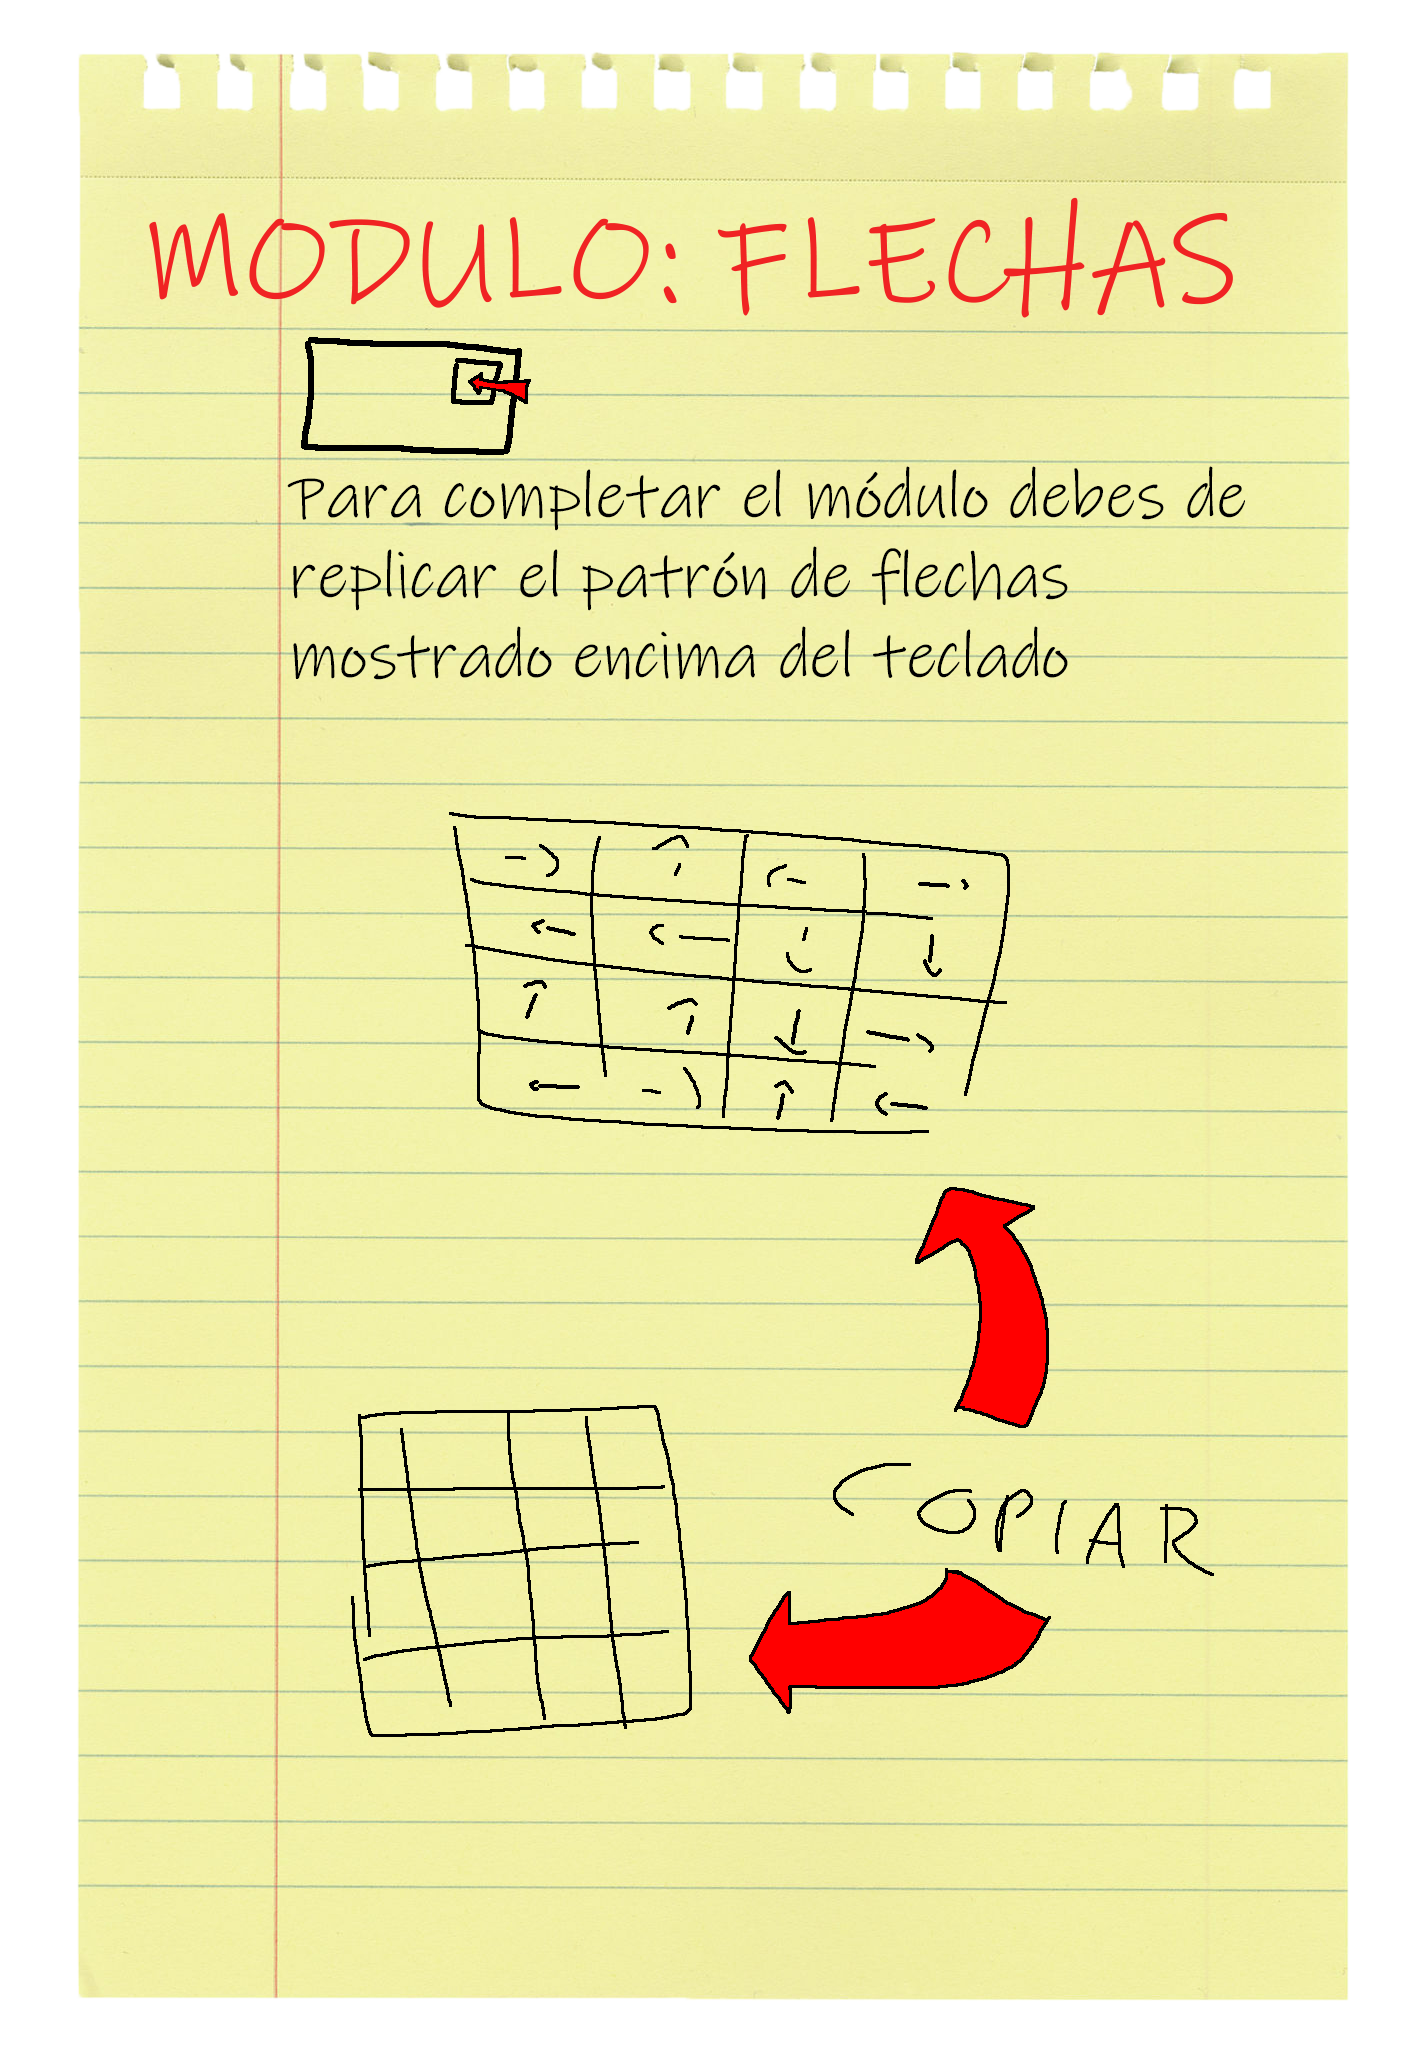 MODULO: FLECHAS
Para completar el módulo debes de
replicar el patrón de flechas
mostrado encima del teclado
COPIAR